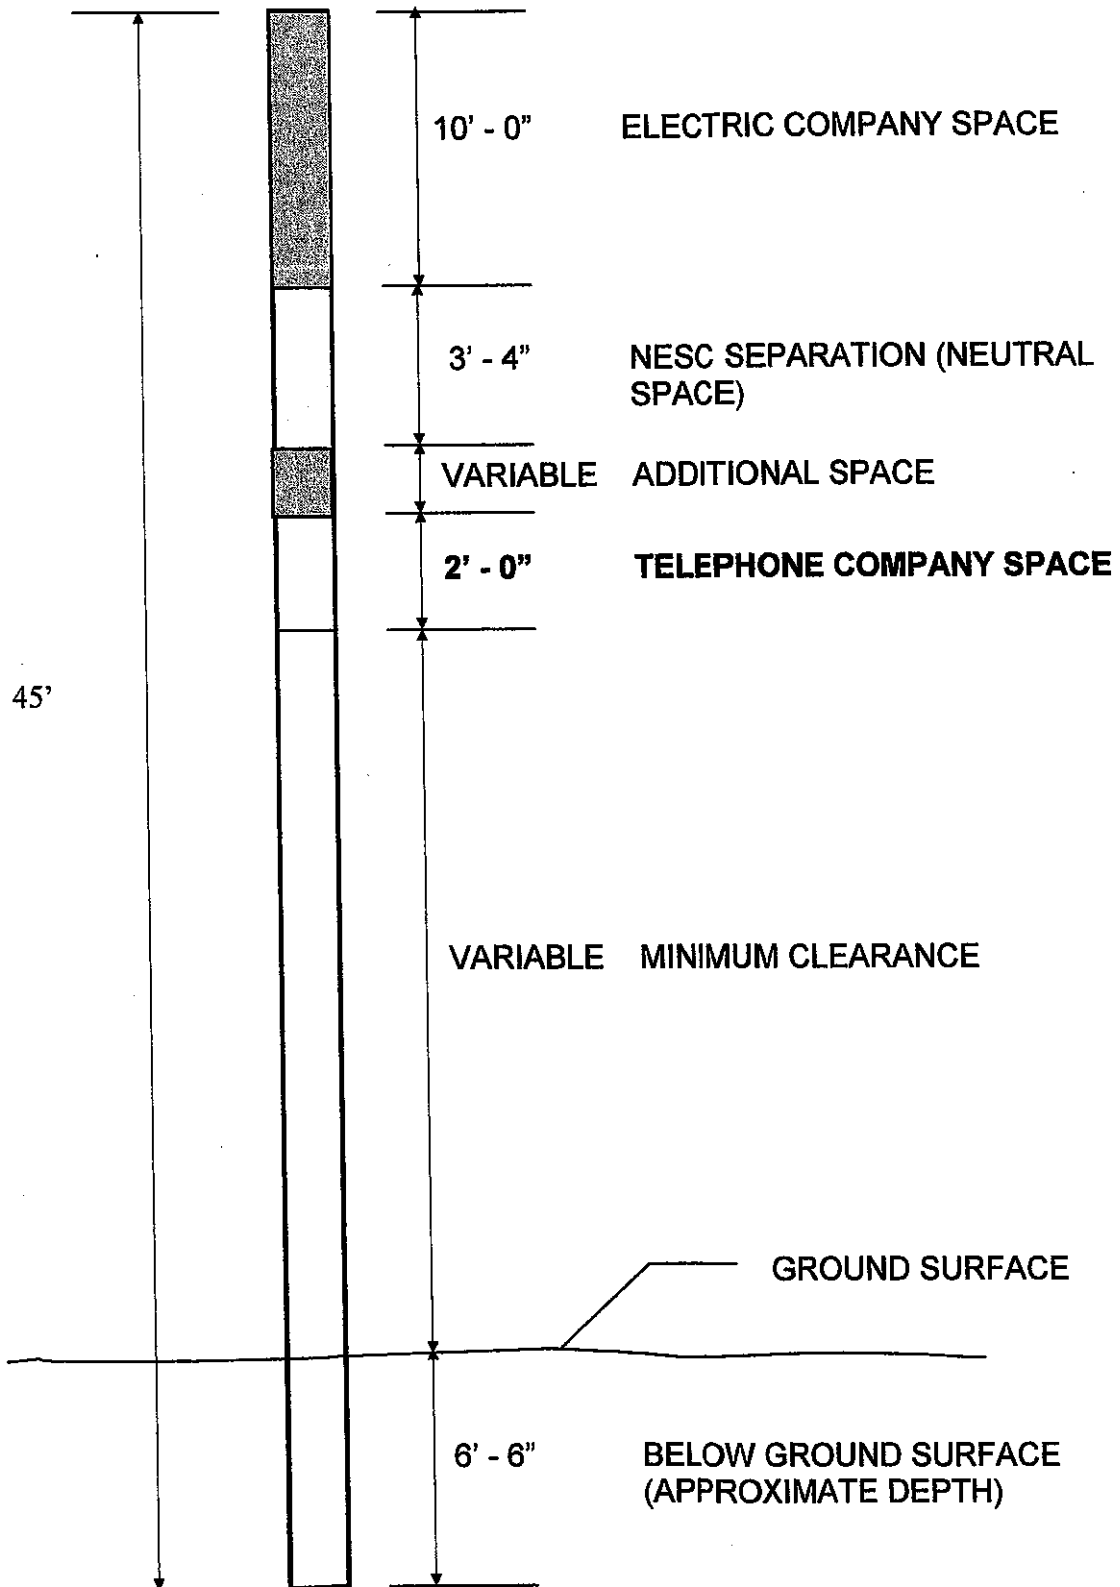 10' - 0" ELECTRIC COMPANY SPACE
3' - 4" NESC SEPARATION (NEUTRAL
SPACE)
VARIABLE ADDITIONAL SPACE
2' - 0" TELEPHONE COMPANY SPACE
45'
VARIABLE MINIMUM CLEARANCE
GROUND SURFACE
6' - 6" BELOW GROUND SURFACE
(APPROXIMATE DEPTH)